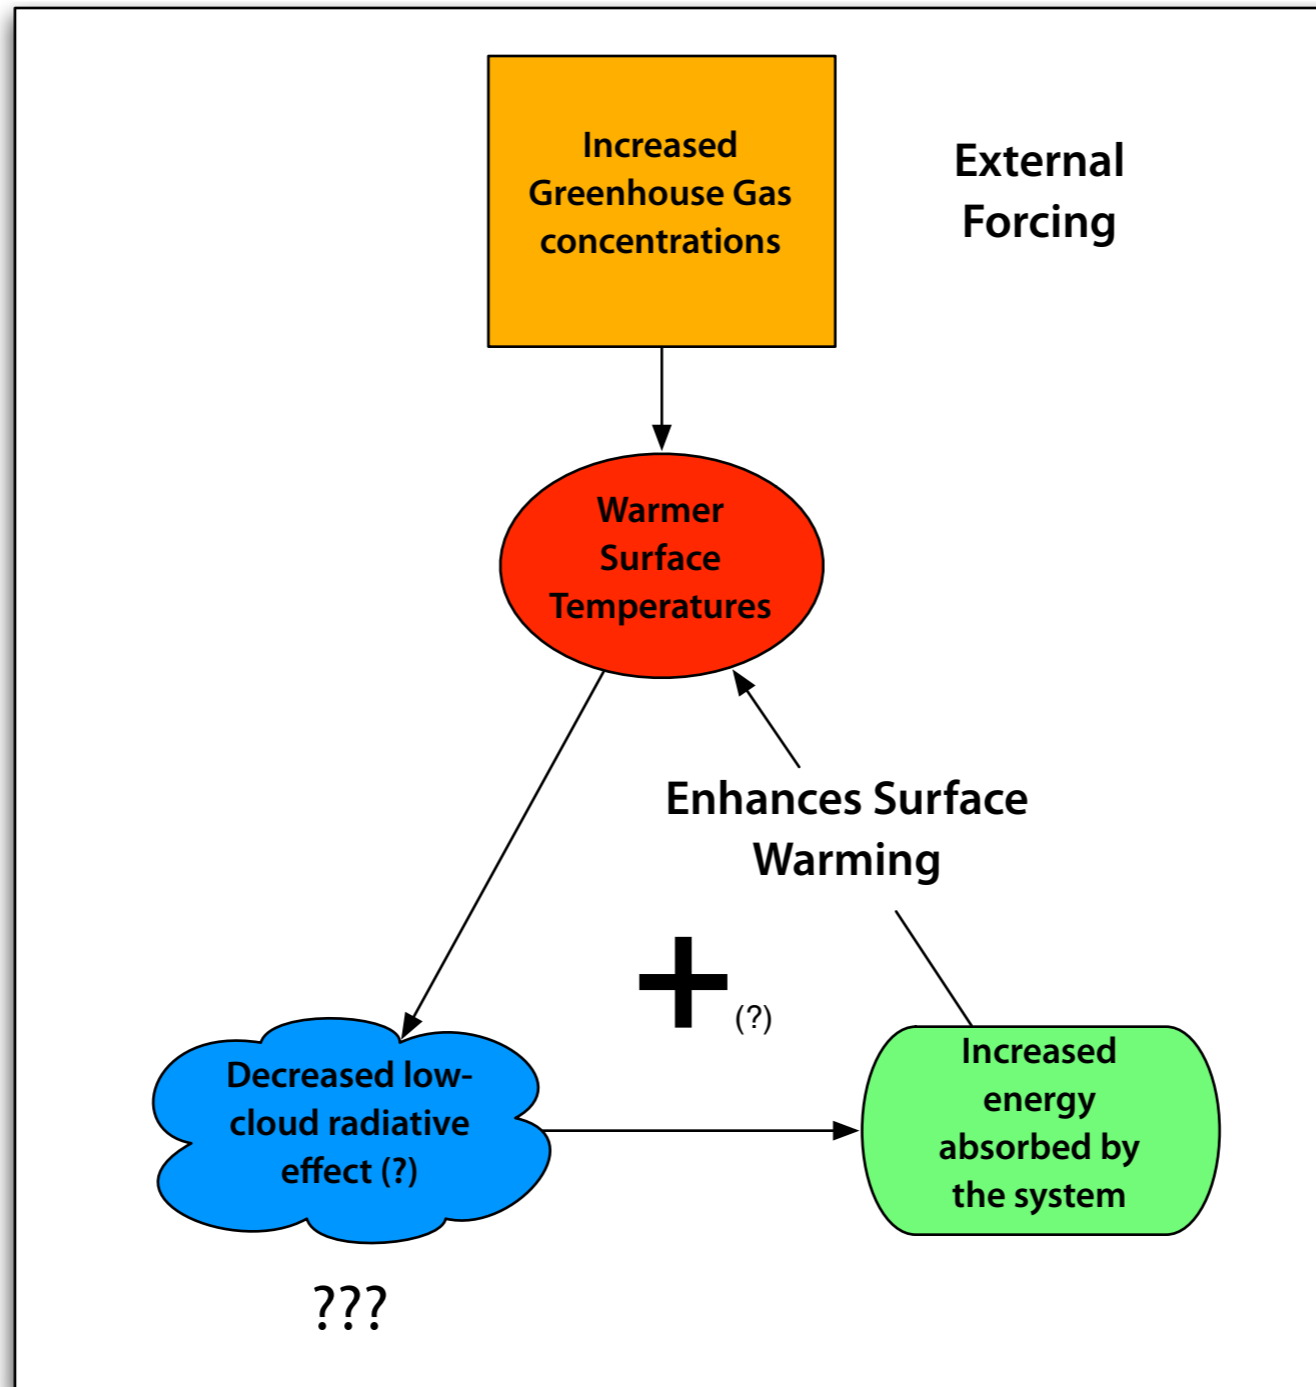 Increased
Greenhouse Gas
concentrations
External
Forcing
Warmer
Surface
Temperatures
Enhances Surface
Warming
+
(?)
Decreased low-
cloud radiative
effect (?)
Increased
energy
absorbed by
the system
???